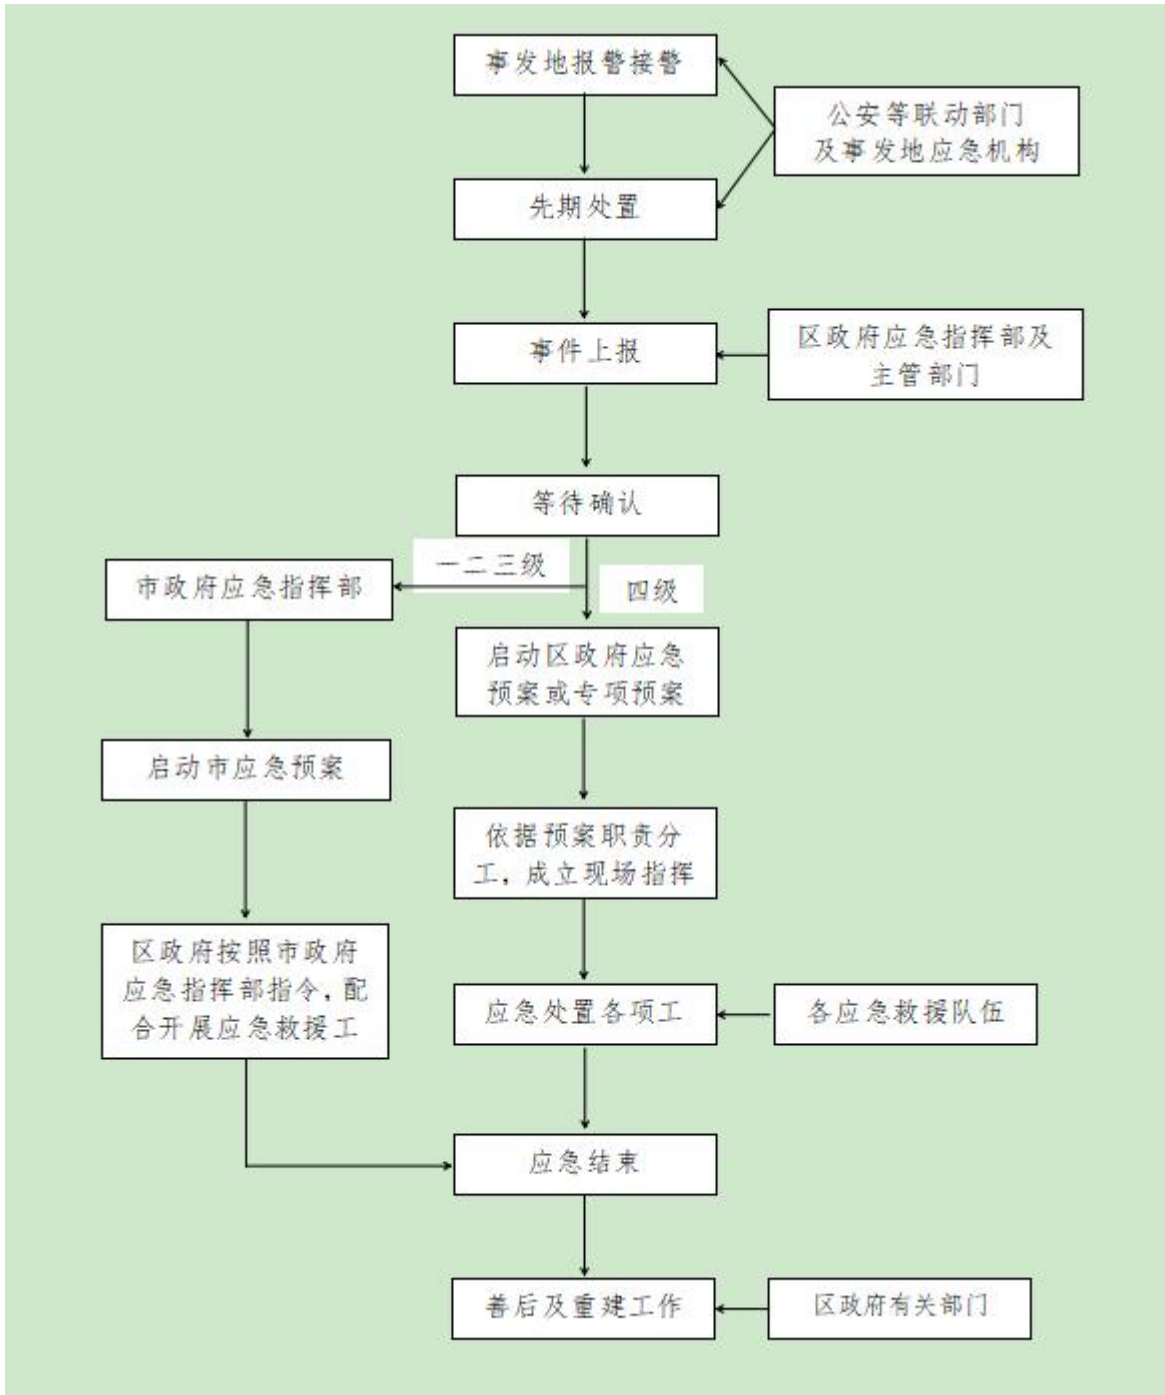 事发地报警接警
公安等联动部门
及事发地应急机构
先期处置
事件上报
区政府应急指挥部及
主管部门
等待确认
一二三级
四级
市政府应急指挥部
启动区政府应急
预案或专项预案
启动市应急预案
依据预案职责分
工，成立现场指挥
区政府按照市政府
应急指挥部指令，配
合开展应急救援工
应急处置各项工
各应急救援队伍
应急结束
善后及重建工作
区政府有关部门